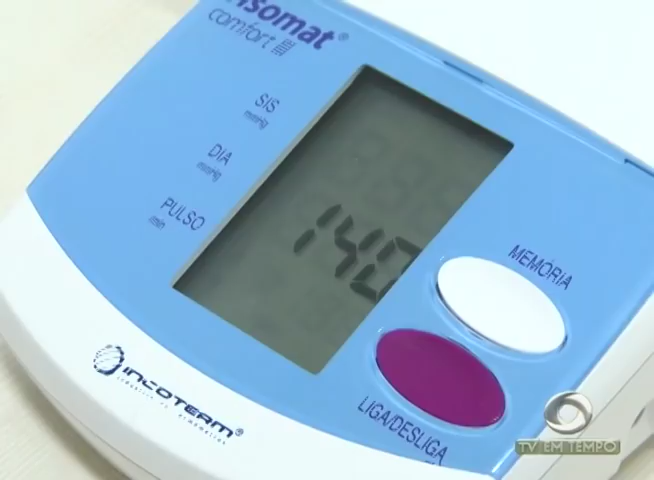 comfort
SIS
mmHg
DIA
mmHg
PULSO
/min
140
MEMÓRIA
LIGA/DESLIGA
INCOTERM®
TV EM TEMPO